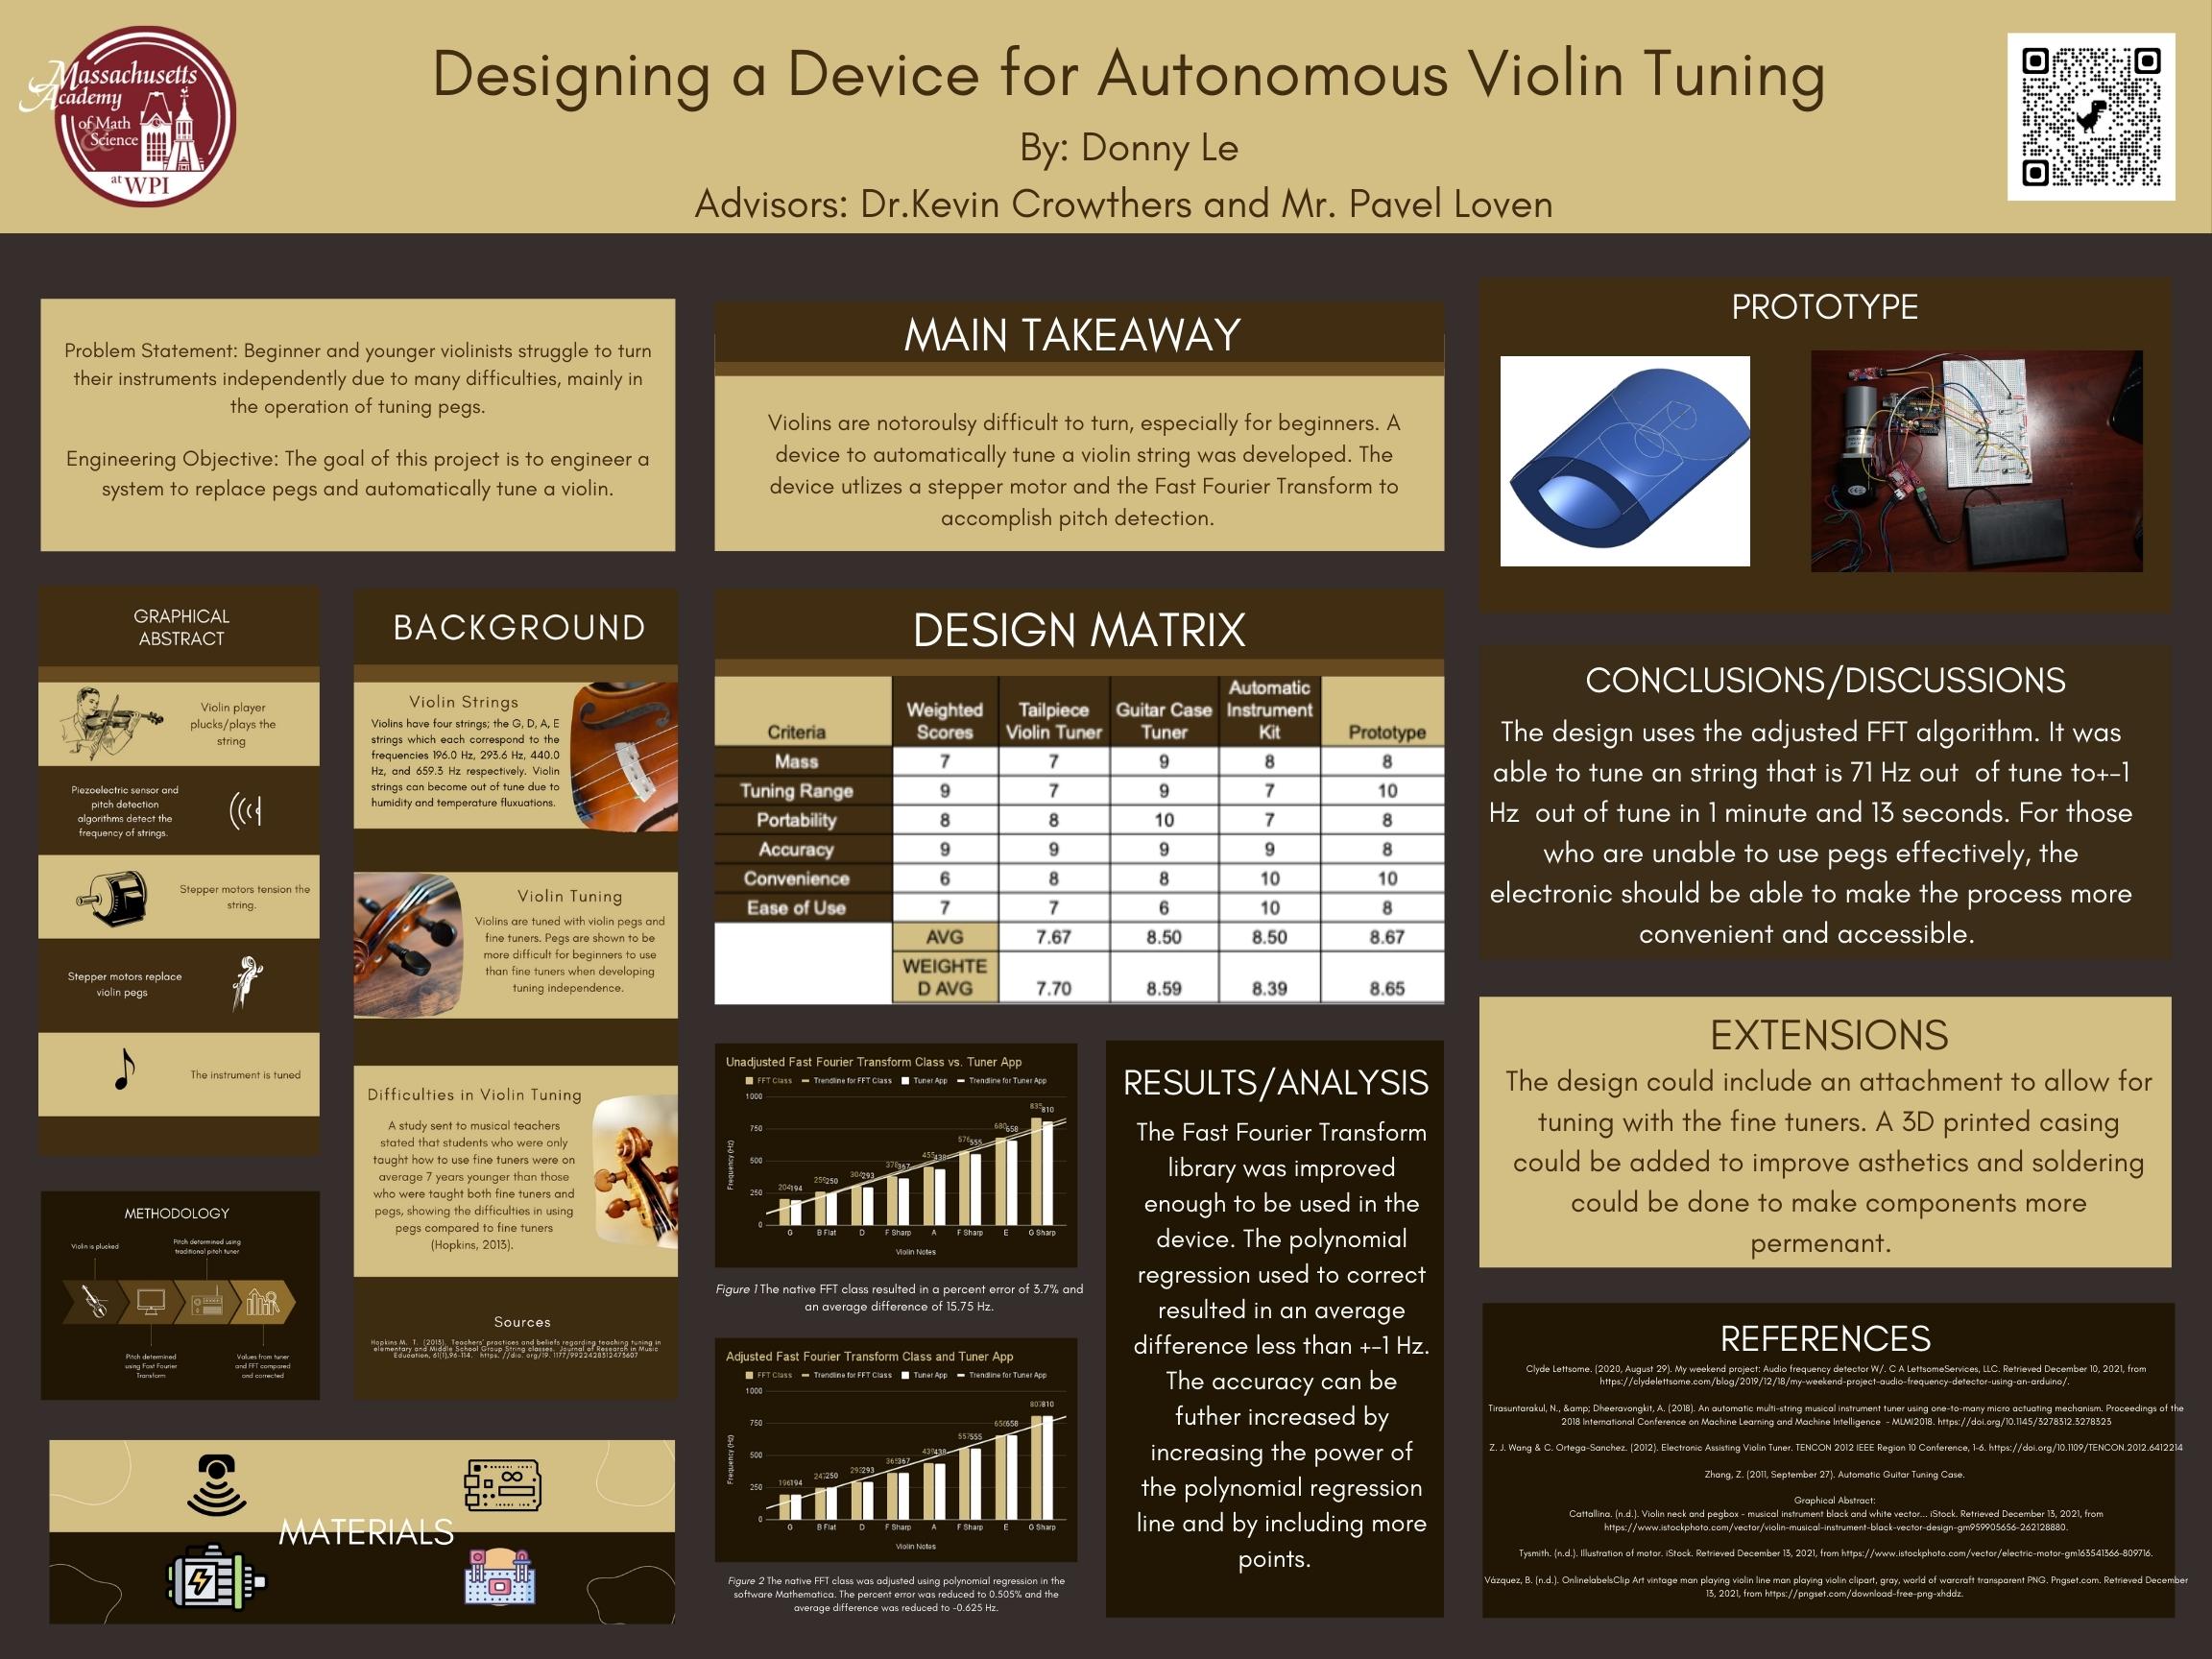 Massachusetts
Academy
of Math
&
Science
at WPI
Designing a Device for Autonomous Violin Tuning
By: Donny Le
Advisors: Dr.Kevin Crowthers and Mr. Pavel Loven
Problem Statement: Beginner and younger violinists struggle to turn
their instruments independently due to many difficulties, mainly in
the operation of tuning pegs.
Engineering Objective: The goal of this project is to engineer a
system to replace pegs and automatically tune a violin.
GRAPHICAL
ABSTRACT
Violin player
plucks/plays the
string
Piezoelectric sensor and
pitch detection
algorithms detect the
frequency of strings.
Stepper motors tension the
string.
Stepper motors replace
violin pegs
The instrument is tuned
METHODOLOGY
Violin is plucked
Pitch determined using
traditional pitch tuner
Pitch determined
using Fast Fourier
Transform
Values from tuner
and FFT compared
and corrected
MATERIALS
BACKGROUND
Violin Strings
Violins have four strings; the G, D, A, E
strings which each correspond to the
frequencies 196.0 Hz, 293.6 Hz, 440.0
Hz, and 659.3 Hz respectively. Violin
strings can become out of tune due to
humidity and temperature fluxuations.
Violin Tuning
Violins are tuned with violin pegs and
fine tuners. Pegs are shown to be
more difficult for beginners to use
than fine tuners when developing
tuning independence.
Difficulties in Violin Tuning
A study sent to musical teachers
stated that students who were only
taught how to use fine tuners were on
average 7 years younger than those
who were taught both fine tuners and
pegs, showing the difficulties in using
pegs compared to fine tuners
(Hopkins, 2013).
Sources
Hopkins M. T. (2013). Teachers' practices and beliefs regarding teaching tuning in
elementary and Middle School Group String classes. Journal of Research in Music
Education, 61(1),96-114.
MAIN TAKEAWAY
Violins are notoroulsy difficult to turn, especially for beginners. A
device to automatically tune a violin string was developed. The
device utlizes a stepper motor and the Fast Fourier Transform to
accomplish pitch detection.
DESIGN MATRIX
Criteria Weighted Scores Tailpiece Violin Tuner Guitar Case Tuner Automatic Instrument Kit Prototype
Mass 7 7 9 8 8
Tuning Range 9 7 9 7 10
Portability 8 8 10 7 8
Accuracy 9 9 9 9 8
Convenience 6 8 8 10 10
Ease of Use 7 7 6 10 8
AVG 7.67 8.50 8.50 8.67
WEIGHTE
D AVG 7.70 8.59 8.39 8.65
Unadjusted Fast Fourier Transform Class vs. Tuner App
FFT Class Trendline for FFT Class Tuner App Trendline for Tuner App
Frequency (Hz)
1000
750
500
250
0
204 194 250 304 293 367 455 438 576 555 680 658 835 810
G B Flat D F Sharp A F Sharp E G Sharp
Violin Notes
Figure 1 The native FFT class resulted in a percent error of 3.7% and
an average difference of 15.75 Hz.
Adjusted Fast Fourier Transform Class and Tuner App
FFT Class Trendline for FFT Class Tuner App Trendline for Tuner App
Frequency (Hz)
1000
750
500
250
0
196 194 247 250 293 367 438 557 555 656 658 807 810
G B Flat D F Sharp A F Sharp E G Sharp
Violin Notes
Figure 2 The native FFT class was adjusted using polynomial regression in the
software Mathematica. The percent error was reduced to 0.505% and the
average difference was reduced to -0.625 Hz.
RESULTS/ANALYSIS
The Fast Fourier Transform
library was improved
enough to be used in the
device. The polynomial
regression used to correct
resulted in an average
difference less than +-1 Hz.
The accuracy can be
futher increased by
increasing the power of
the polynomial regression
line and by including more
points.
PROTOTYPE
CONCLUSIONS/DISCUSSIONS
The design uses the adjusted FFT algorithm. It was
able to tune an string that is 71 Hz out of tune to+-1
Hz out of tune in 1 minute and 13 seconds. For those
who are unable to use pegs effectively, the
electronic should be able to make the process more
convenient and accessible.
EXTENSIONS
The design could include an attachment to allow for
tuning with the fine tuners. A 3D printed casing
could be added to improve asthetics and soldering
could be done to make components more
permenant.
REFERENCES
Clyde Lettsome. (2020, August 29). My weekend project: Audio frequency detector W/. C A LettsomeServices, LLC. Retrieved December 10, 2021, from
https://clydelettsome.com/blog/2019/12/18/my-weekend-project-audio-frequency-detector-using-an-arduino/.
Tirasuntarakul, N., &amp; Dheeravongkit, A. (2018). An automatic multi-string musical instrument tuner using one-to-many micro actuating mechanism. Proceedings of the
2018 International Conference on Machine Learning and Machine Intelligence - MLMI2018. https://doi.org/10.1145/3278312.3278323
Z. J. Wang & C. Ortega-Sanchez. (2012). Electronic Assisting Violin Tuner. TENCON 2012 IEEE Region 10 Conference, 1-6. https://doi.org/10.1109/TENCON.2012.6412214
Zhang, Z. (2011, September 27). Automatic Guitar Tuning Case.
Graphical Abstract:
Cattallina. (n.d.). Violin neck and pegbox - musical instrument black and white vector... iStock. Retrieved December 13, 2021, from
https://www.istockphoto.com/vector/violin-musical-instrument-black-vector-design-gm959905656-262128880.
Tysmith. (n.d.). Illustration of motor. iStock. Retrieved December 13, 2021, from https://www.istockphoto.com/vector/electric-motor-gm163541366-809716.
Vázquez, B. (n.d.). OnlinelabelsClip Art vintage man playing violin line man playing violin clipart, gray, world of warcraft transparent PNG. Pngset.com. Retrieved December
13, 2021, from https://pngset.com/download-free-png-xhddz.